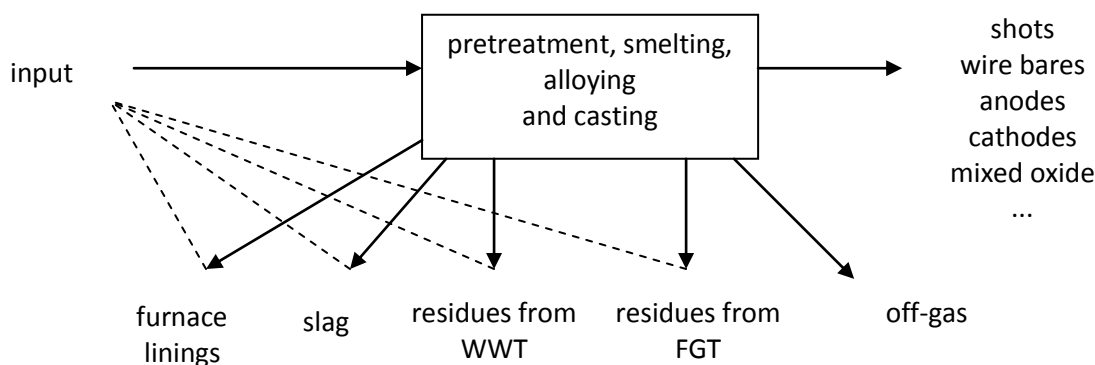 input
pretreatment, smelting,
alloying
and casting
shots
wire bares
anodes
cathodes
mixed oxide
...
furnace
linings
slag
residues from
WWT
residues from
FGT
off-gas